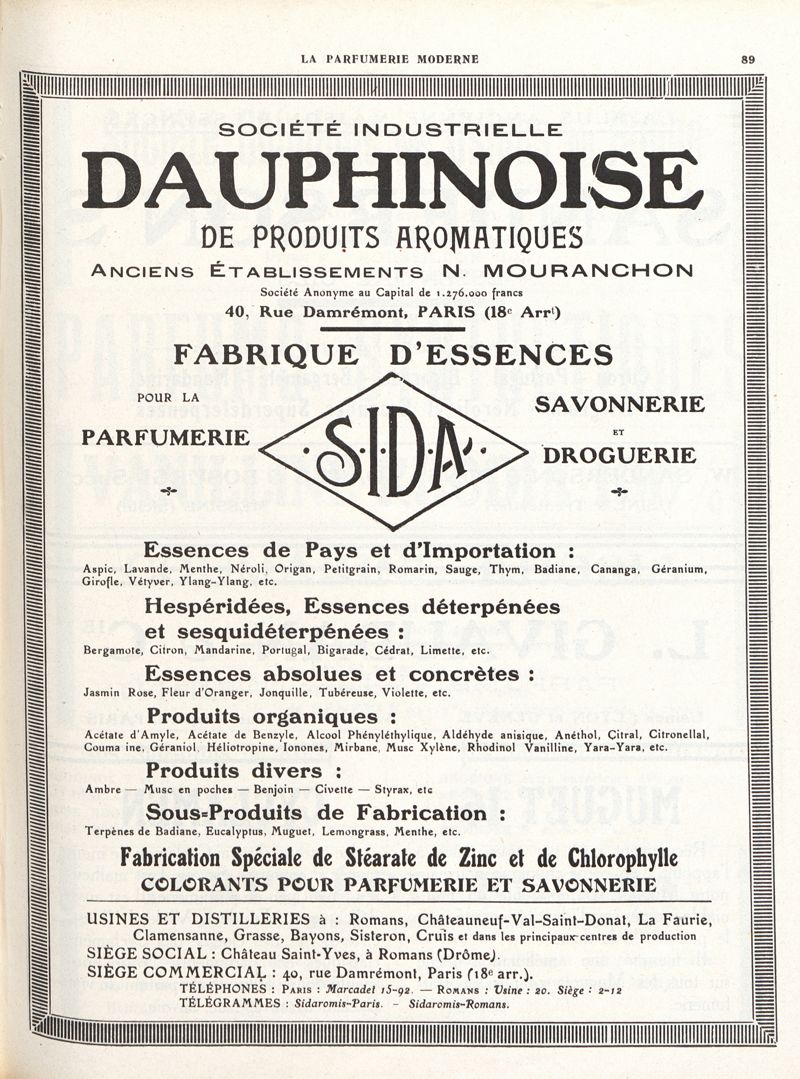 LA PARFUMERIE MODERNE 89
SOCIÉTÉ INDUSTRIELLE
DAUPHINOISE
DE PRODUITS AROMATIQUES
ANCIENS ÉTABLISSEMENTS N. MOURANCHON
Société Anonyme au Capital de 1.276.000 francs
40, Rue Damrémont, PARIS (18e Arrt)
FABRIQUE D'ESSENCES
POUR LA
PARFUMERIE
S.I.D.A.
SAVONNERIE
ET
DROGUERIE
Essences de Pays et d'Importation :
Aspic, Lavande, Menthe, Néroli, Origan, Petitgrain, Romarin, Sauge, Thym, Badiane, Cananga, Géranium,
Girofle, Vétyver, Ylang-Ylang, etc.
Hespéridées, Essences déterpénées
et sesquidéterpénées :
Bergamote, Citron, Mandarine, Portugal, Bigarade, Cédrat, Limette, etc.
Essences absolues et concrètes :
Jasmin Rose, Fleur d'Oranger, Jonquille, Tubéreuse, Violette, etc.
Produits organiques :
Acétate d'Amyle, Acétate de Benzyle, Alcool Phényléthylique, Aldéhyde anisique, Anéthol, Citral, Citronellal,
Couma ine, Géraniol, Héliotropine, Ionones, Mirbane, Musc Xylène, Rhodinol Vanilline, Yara-Yara, etc.
Produits divers :
Ambre — Musc en poches — Benjoin — Civette — Styrax, etc
Sous-Produits de Fabrication :
Terpènes de Badiane, Eucalyptus, Muguet, Lemongrass, Menthe, etc.
Fabrication Spéciale de Stéarate de Zinc et de Chlorophylle
COLORANTS POUR PARFUMERIE ET SAVONNERIE
USINES ET DISTILLERIES à : Romans, Châteauneuf-Val-Saint-Donat, La Faurie,
Clamensanne, Grasse, Bayons, Sisteron, Cruis et dans les principaux centres de production
SIÈGE SOCIAL : Château Saint-Yves, à Romans (Drôme).
SIÈGE COMMERCIAL : 40, rue Damrémont, Paris (18e arr.).
TÉLÉPHONES : PARIS : Marcadet 15-92. — ROMANS : Usine : 20. Siège : 2-12
TÉLÉGRAMMES : Sidaromis-Paris. - Sidaromis-Romans.